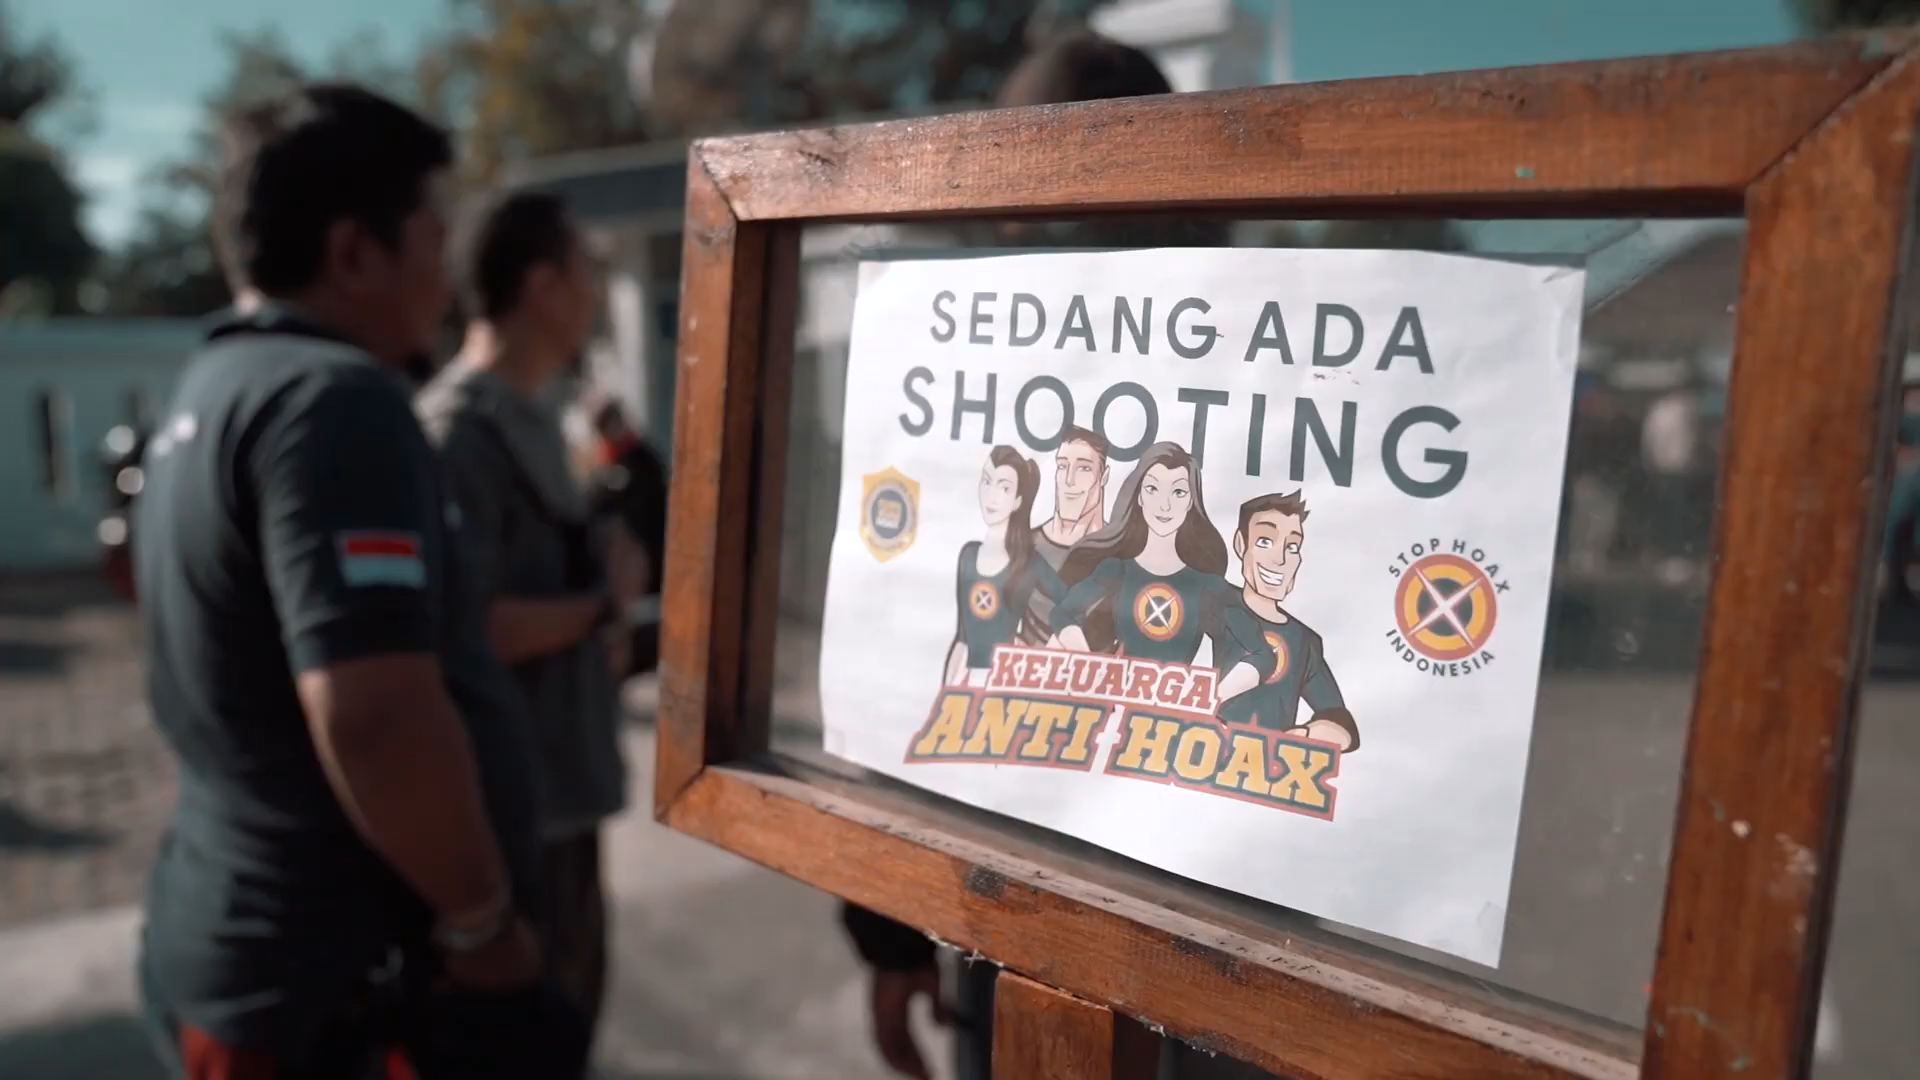 SEDANG ADA
SHOOTING
STOP HOAX
INDONESIA
KELUARGA
ANTI HOAX